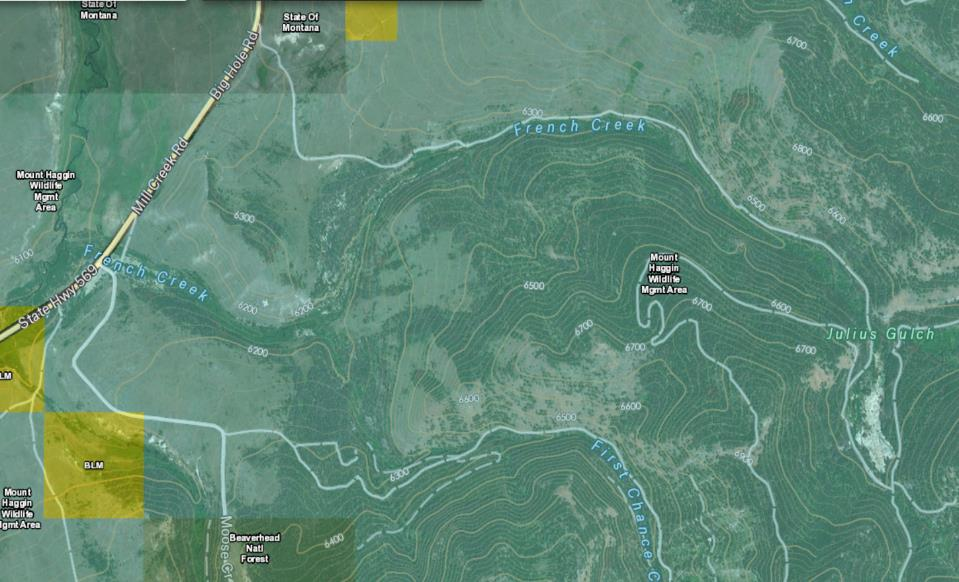 State Of
Montana
State Of
Montana
Creek
6700
6600
Big Hole Rd
6300
French Creek
6800
Mill Creek Rd
Mount Haggin
Wildlife
Mgmt
Area
6300
6500
6600
6100
French Creek
State Hwy 569
6200
6200
6200
Mount
Haggin
Wildlife
Mgmt Area
6500
6700
6600
6700
6700
6700
Julius Gulch
LM
6600
6500
6600
BLM
6300
First Chance C
Mount
Haggin
Wildlife
Mgmt Area
Moose Cr
Beaverhead
Natl
Forest
6400